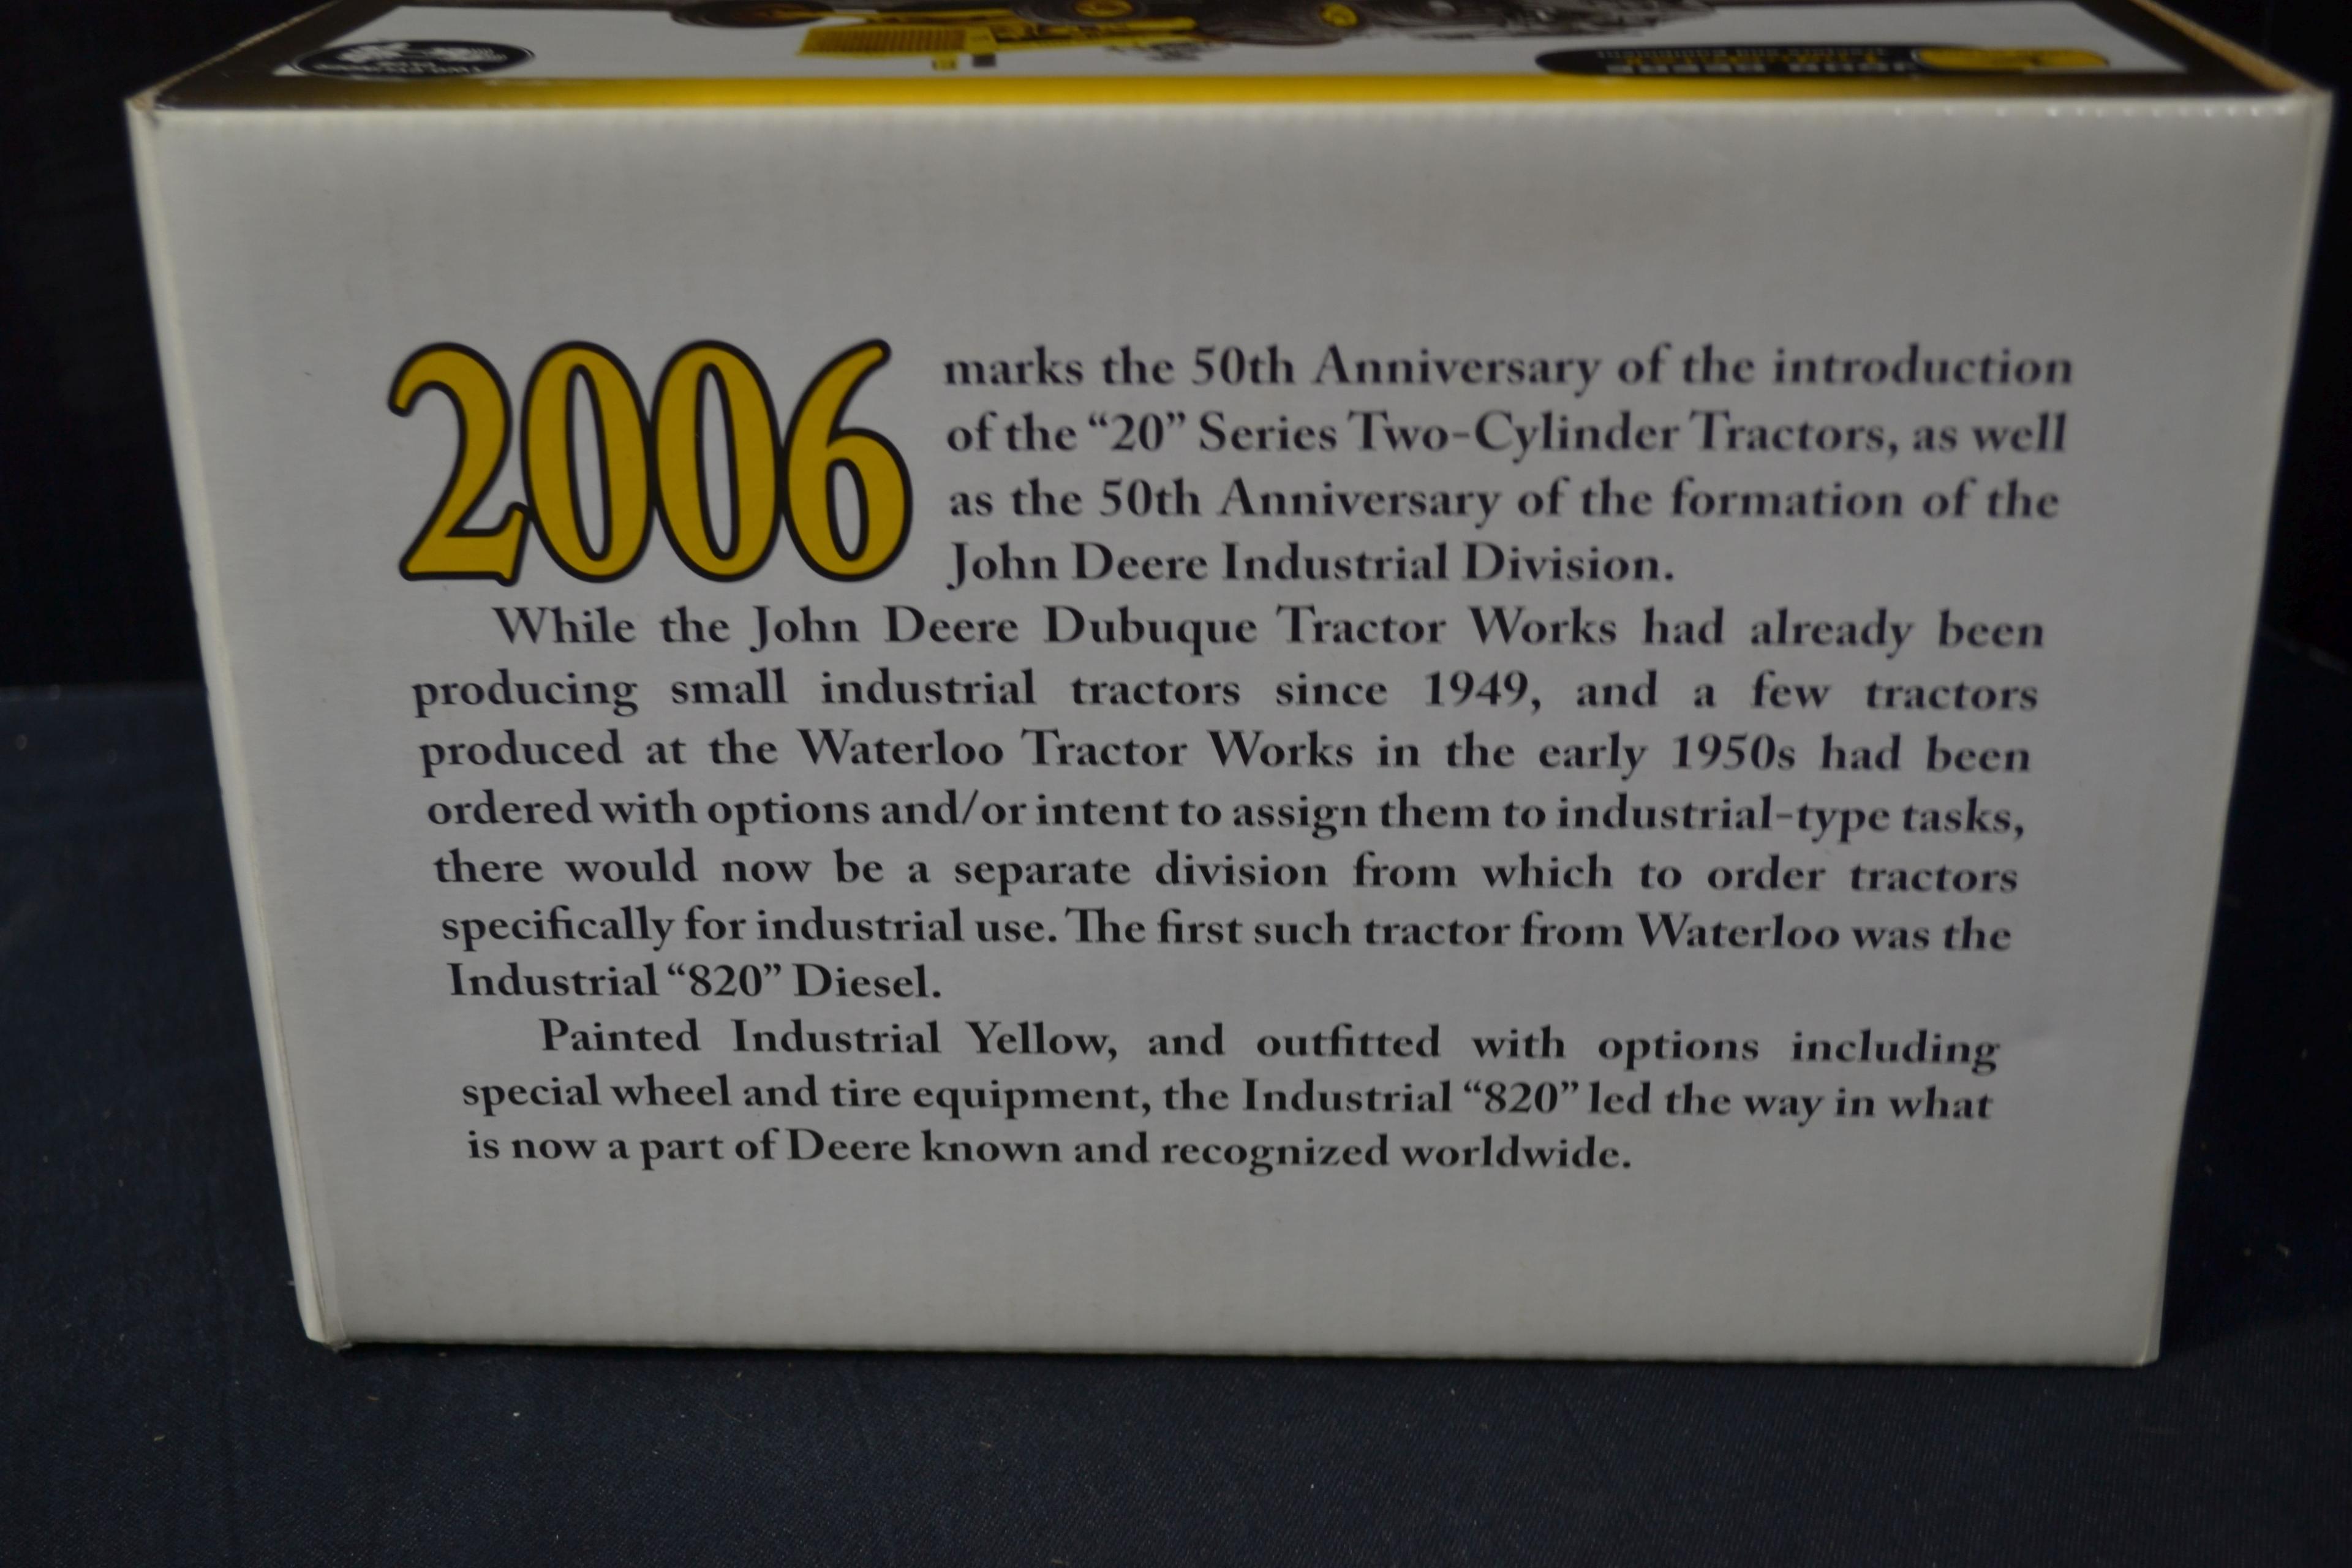 JOHN DEERE
2006
marks the 50th Anniversary of the introduction
of the “20” Series Two-Cylinder Tractors, as well
as the 50th Anniversary of the formation of the
John Deere Industrial Division.
While the John Deere Dubuque Tractor Works had already been
producing small industrial tractors since 1949, and a few tractors
produced at the Waterloo Tractor Works in the early 1950s had been
ordered with options and/or intent to assign them to industrial-type tasks,
there would now be a separate division from which to order tractors
specifically for industrial use. The first such tractor from Waterloo was the
Industrial “820” Diesel.
Painted Industrial Yellow, and outfitted with options including
special wheel and tire equipment, the Industrial “820” led the way in what
is now a part of Deere known and recognized worldwide.